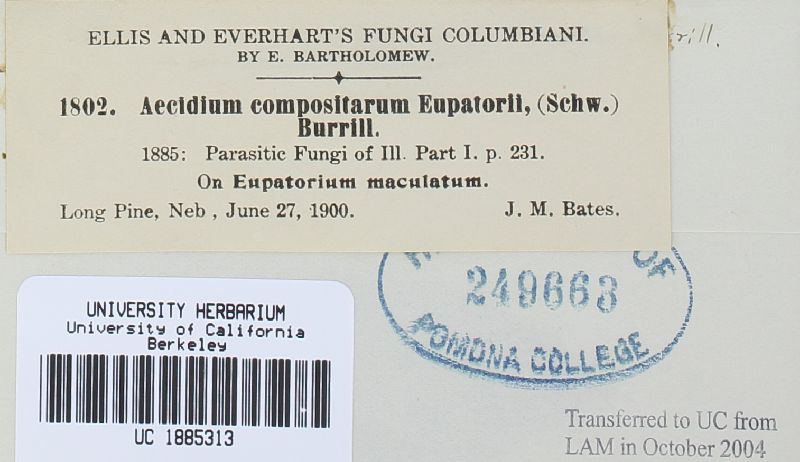 ELLIS AND EVERHART'S FUNGI COLUMBIANI.
BY E. BARTHOLOMEW.
1802. Aecidium compositarum Eupatorii, (Schw.)
Burrill.
1885: Parasitic Fungi of Ill. Part I. p. 231.
On Eupatorium maculatum.
Long Pine, Neb , June 27, 1900. J. M. Bates.
OF
249663
POMONA COLLEGE
UNIVERSITY HERBARIUM
University of California
Berkeley
UC 1885313
Transferred to UC from
LAM in October 2004